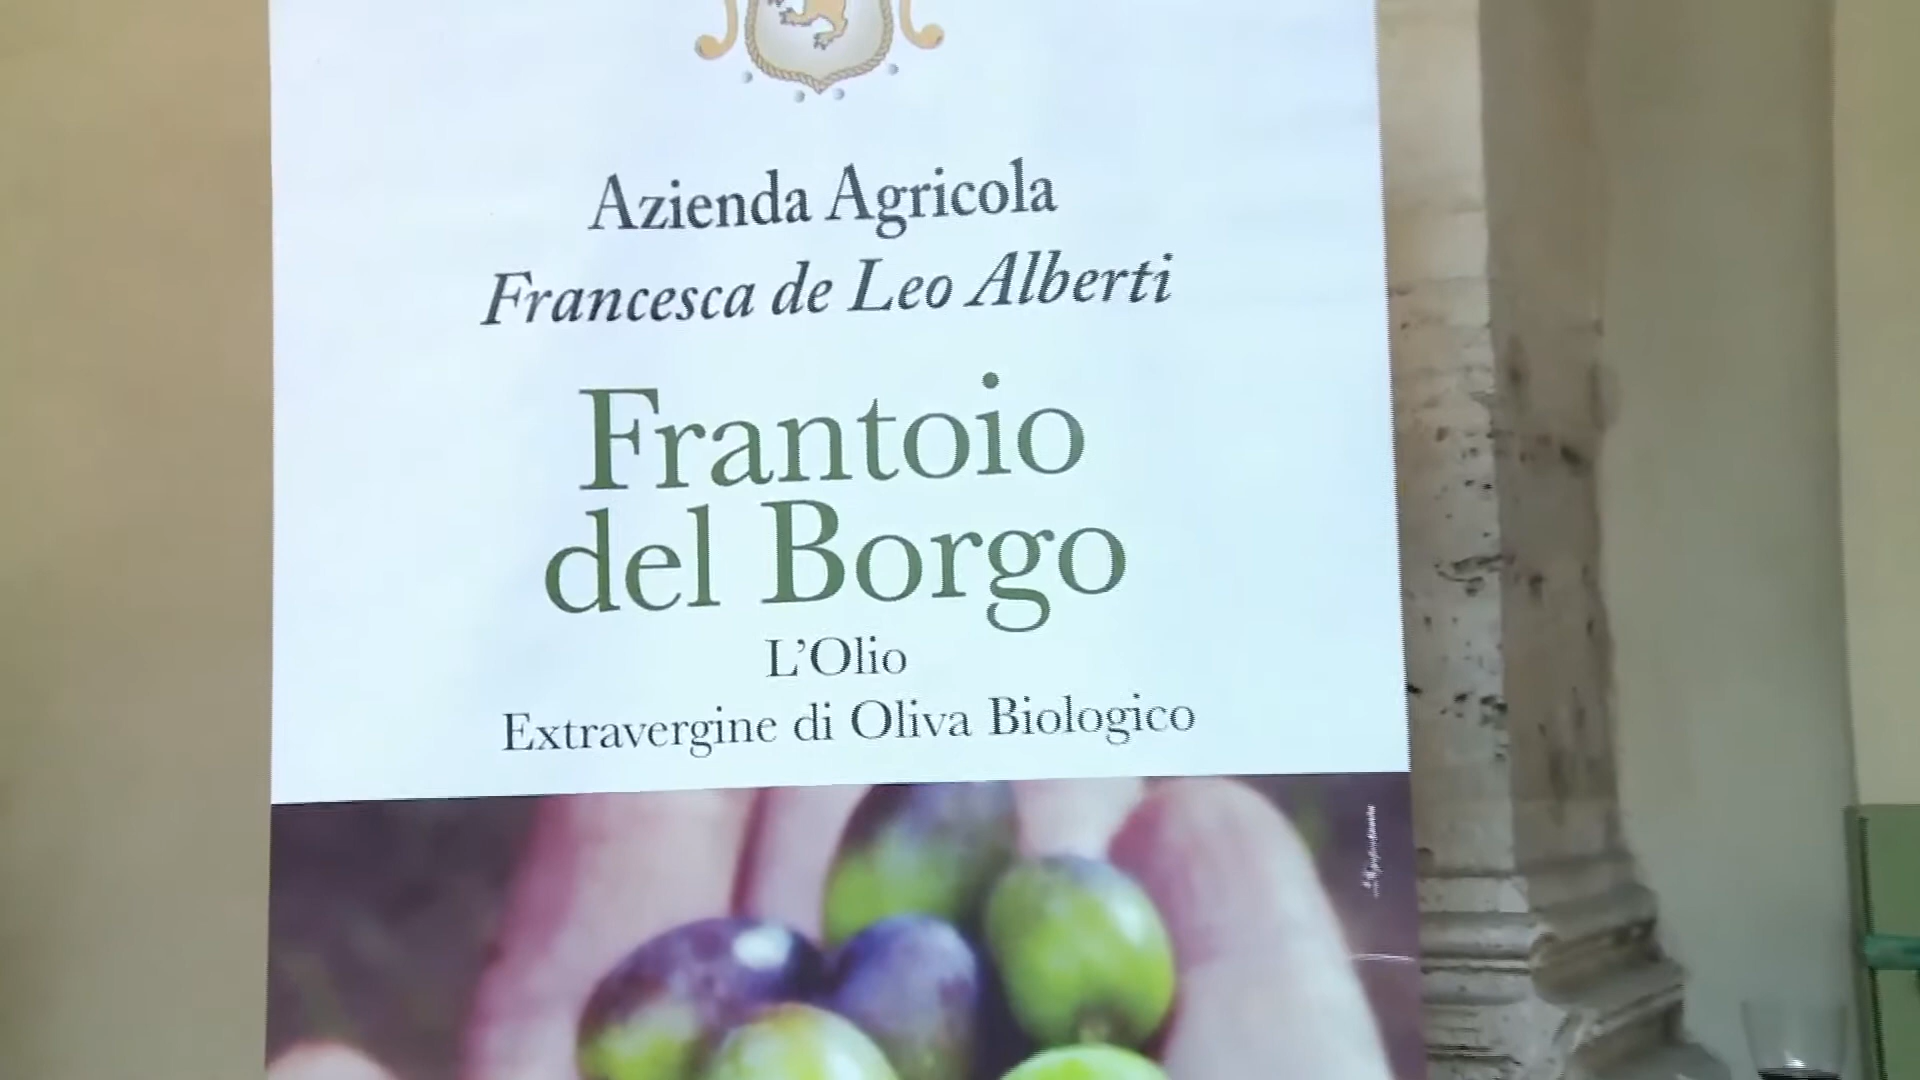 Azienda Agricola
Francesca de Leo Alberti
Frantoio
del Borgo
L'Olio
Extravergine di Oliva Biologico